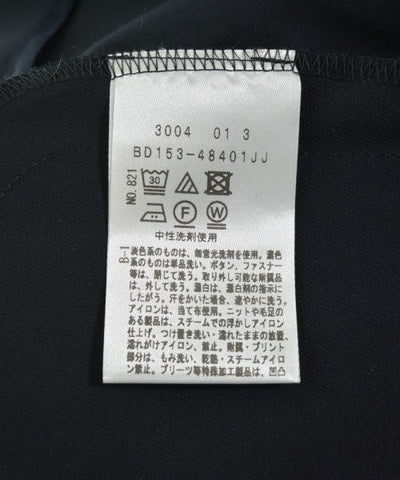 3004 01 3
BD153-48401JJ
NO.821
30
F W
中性洗剤使用
B-1
淡色系のものは、無蛍光洗剤を使用。濃色
系のものは単品洗い。ボタン、ファスナー
等は、閉じて洗う。取り外し可能な附属品
は、外して洗う。漂白は、漂白剤の指示に
したがう。汗をかいた場合、速やかに洗う。
アイロンは、当て布使用。ニットや毛足の
ある製品は、スチームでの浮かしアイロン
仕上げ。つけ置き洗い・濡れたままの放置、
濡れがけアイロン、禁止。附属・プリント
部分は、もみ洗い、乾熱・スチームアイロ
ン禁止。プリーツ等特殊加工製品は、凹凸